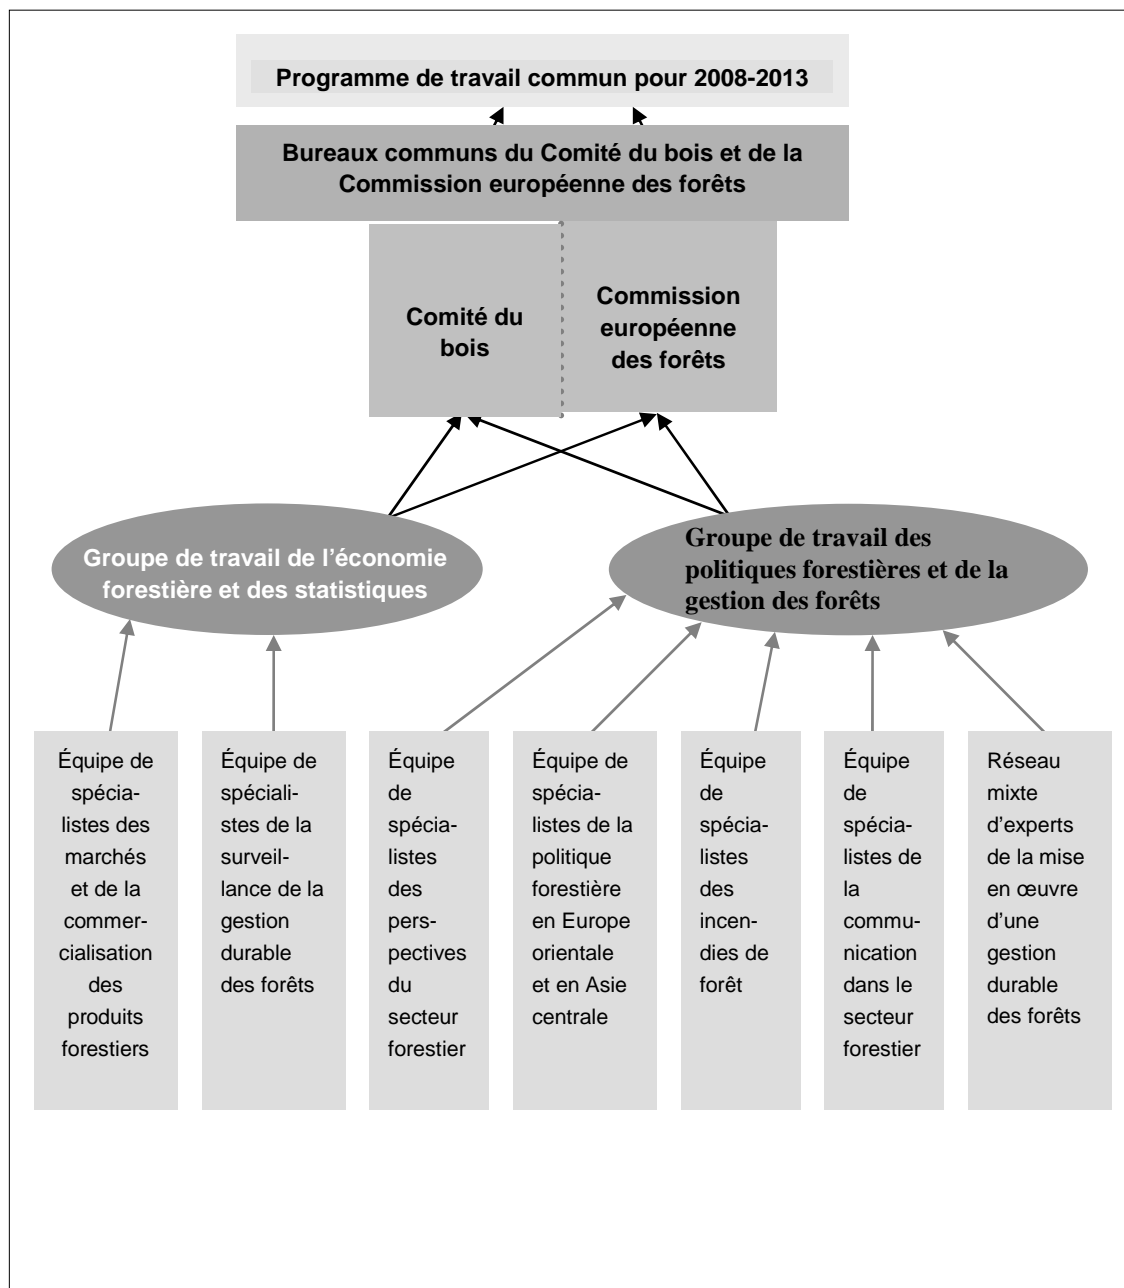 Programme de travail commun pour 2008-2013
Bureaux communs du Comité du bois et de la
Commission européenne des forêts
Comité du
bois
Commission
européenne
des forêts
Groupe de travail de l'économie
forestière et des statistiques
Groupe de travail des
politiques forestières et de la
gestion des forêts
Équipe de
spécia-
listes des
marchés
et de la
commer-
cialisation
des
produits
forestiers
Équipe de
spéciali-
stes de la
surveil-
lance de la
gestion
durable
des forêts
Équipe
de
spécia-
listes
des
pers-
pectives
du
secteur
forestier
Équipe de
spécia-
listes de la
politique
forestière
en Europe
orientale
et en Asie
centrale
Équipe
de
spécia-
listes
des
incen-
dies de
forêt
Équipe
de
spécia-
listes de
la
commu-
nication
dans le
secteur
forestier
Réseau
mixte
d'experts
de la mise
en œuvre
d'une
gestion
durable
des forêts